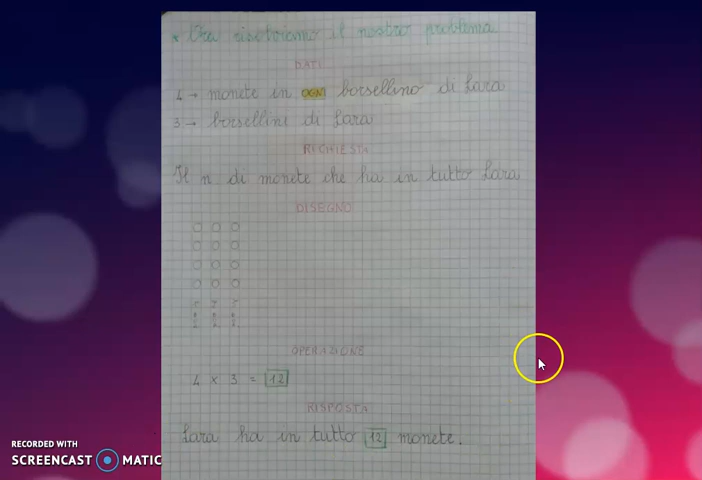 * Ora risolviamo il nostro problema
DATI
4 → monete in OGNI borsellino di Lara
3 → borsellini di Lara
RICHIESTA
Il n di monete che ha in tutto Lara
DISEGNO
OPERAZIONE
4 x 3 = 12
RISPOSTA
Lara ha in tutto 12 monete.
RECORDED WITH
SCREENCAST MATIC